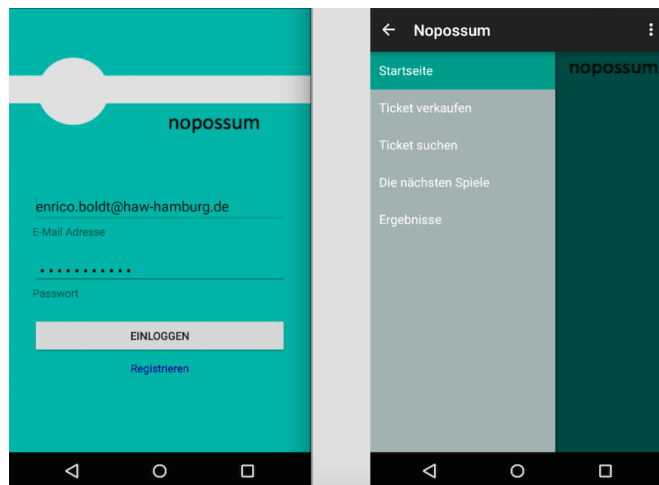 nopossum
enrico.boldt@haw-hamburg.de
E-Mail Adresse
Passwort
EINLOGGEN
Registrieren
Nopossum
Startseite
nopossum
Ticket verkaufen
Ticket suchen
Die nächsten Spiele
Ergebnisse